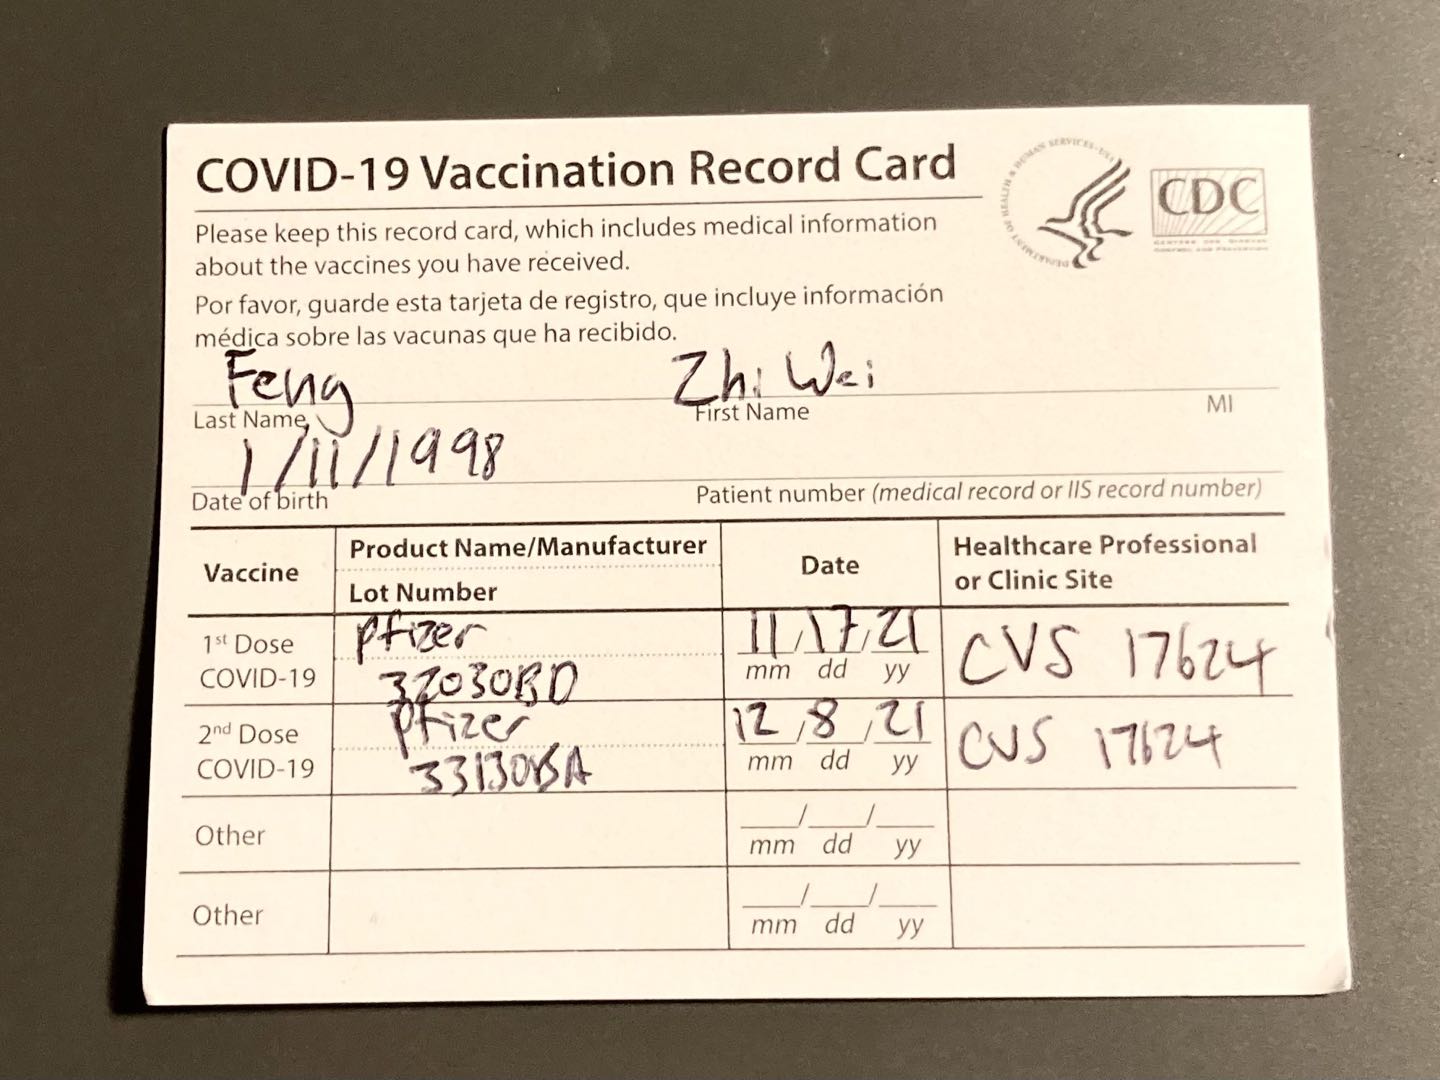 COVID-19 Vaccination Record Card
DEPARTMENT OF HEALTH & HUMAN SERVICES · USA
CDC
CENTERS FOR DISEASE
CONTROL AND PREVENTION
Please keep this record card, which includes medical information
about the vaccines you have received.
Por favor, guarde esta tarjeta de registro, que incluye información
médica sobre las vacunas que ha recibido.
Feng Zhi Wei
Last Name First Name MI
1/11/1998
Date of birth Patient number (medical record or IIS record number)
Vaccine Product Name/Manufacturer Date Healthcare Professional
Lot Number or Clinic Site
1st Dose Pfizer 11/17/21 CVS 17624
COVID-19 32030BD mm dd yy
2nd Dose Pfizer 12/8/21 CVS 17624
COVID-19 33130BA mm dd yy
Other ___/___/___
mm dd yy
Other ___/___/___
mm dd yy